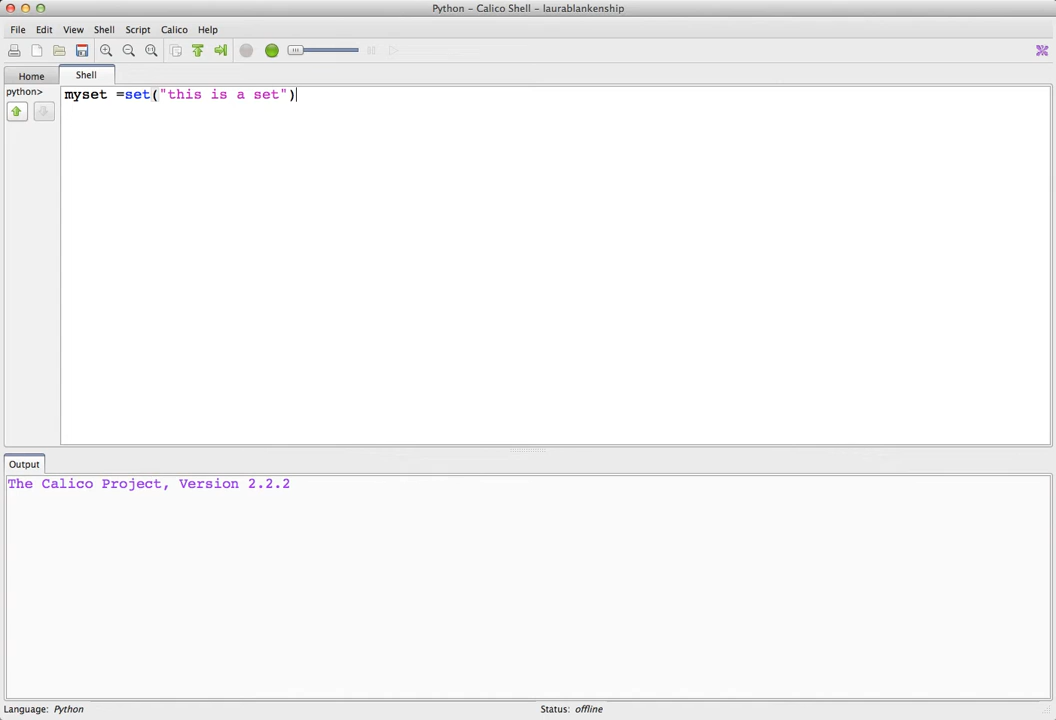 Python - Calico Shell - laurablankenship
File Edit View Shell Script Calico Help
Home Shell
python> myset =set("this is a set")
Output
The Calico Project, Version 2.2.2
Language: Python Status: offline